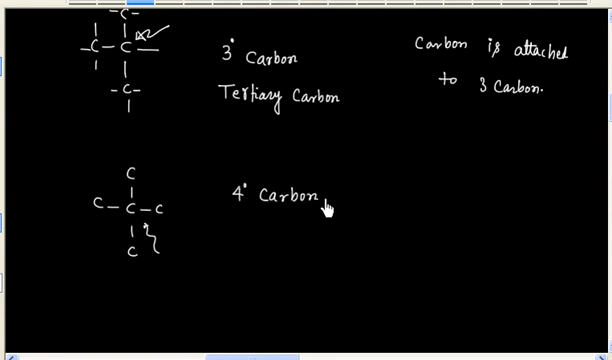 -C-
-C-C-
3° Carbon
Carbon is attached
to 3 Carbon.
-C-
Tertiary Carbon
C
C-C-C
4° Carbon
C